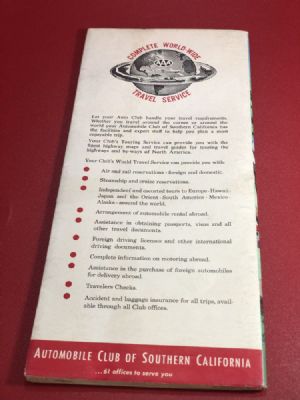 COMPLETE WORLD-WIDE
AAA
TRAVEL SERVICE
Let your Auto Club handle your travel requirements.
Whether you travel around the corner or around the
world your Automobile Club of Southern California has
the facilities and expert staff to help you plan a most
enjoyable trip.
Your Club's Touring Service can provide you with the
finest highway maps and travel guides for touring the
highways and by-ways of North America.
Your Club's World Travel Service can provide you with:
Air and rail reservations - foreign and domestic.
Steamship and cruise reservations.
Independent and escorted tours to Europe - Hawaii -
Japan and the Orient - South America - Mexico -
Alaska - around the world.
Arrangement of automobile rental abroad.
Assistance in obtaining passports, visas and all
other travel documents.
Foreign driving licenses and other international
driving documents.
Complete information on motoring abroad.
Assistance in the purchase of foreign automobiles
for delivery abroad.
Travelers Checks.
Accident and baggage insurance for all trips, avail-
able through all Club offices.
AUTOMOBILE CLUB OF SOUTHERN CALIFORNIA
...61 offices to serve you